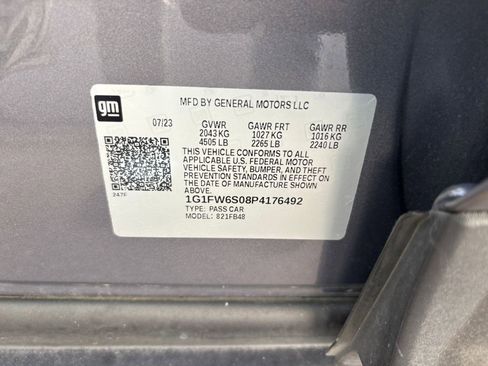 gm
MFD BY GENERAL MOTORS LLC
07/23 GVWR GAWR FRT GAWR RR
2043 KG 1027 KG 1016 KG
4505 LB 2265 LB 2240 LB
THIS VEHICLE CONFORMS TO ALL
APPLICABLE U.S. FEDERAL MOTOR
VEHICLE SAFETY, BUMPER, AND THEFT
PREVENTION STANDARDS IN EFFECT ON
THE DATE OF MANUFACTURE SHOWN
ABOVE.
247F
1G1FW6S08P4176492
TYPE: PASS CAR
MODEL: 821FB48